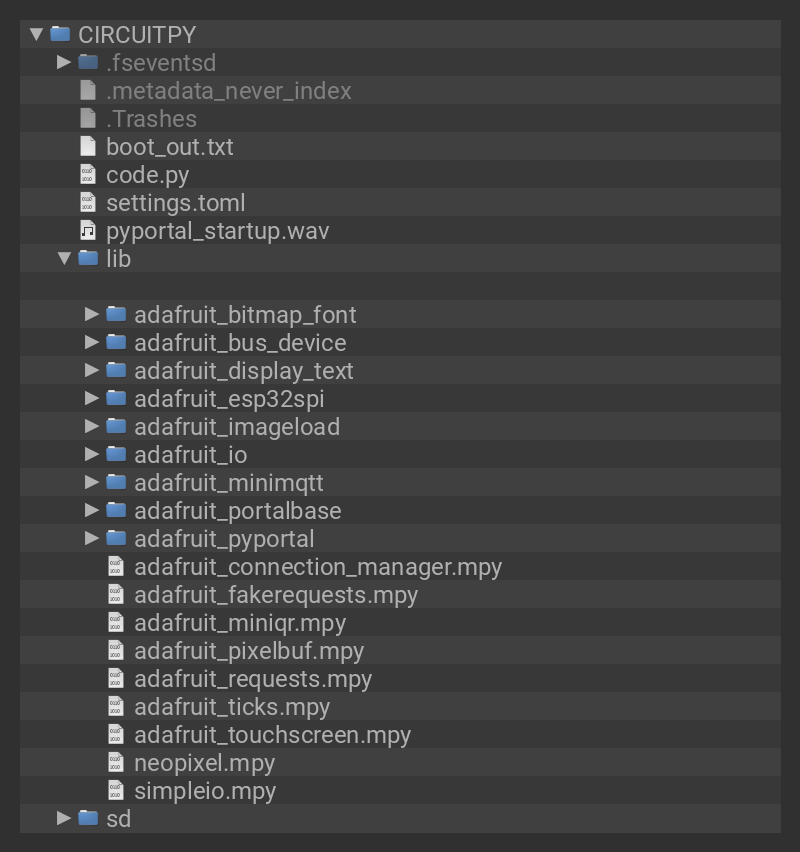 CIRCUITPY
.fseventsd
.metadata_never_index
.Trashes
boot_out.txt
code.py
settings.toml
pyportal_startup.wav
lib
adafruit_bitmap_font
adafruit_bus_device
adafruit_display_text
adafruit_esp32spi
adafruit_imageload
adafruit_io
adafruit_minimqtt
adafruit_portalbase
adafruit_pyportal
adafruit_connection_manager.mpy
adafruit_fakerequests.mpy
adafruit_miniqr.mpy
adafruit_pixelbuf.mpy
adafruit_requests.mpy
adafruit_ticks.mpy
adafruit_touchscreen.mpy
neopixel.mpy
simpleio.mpy
sd